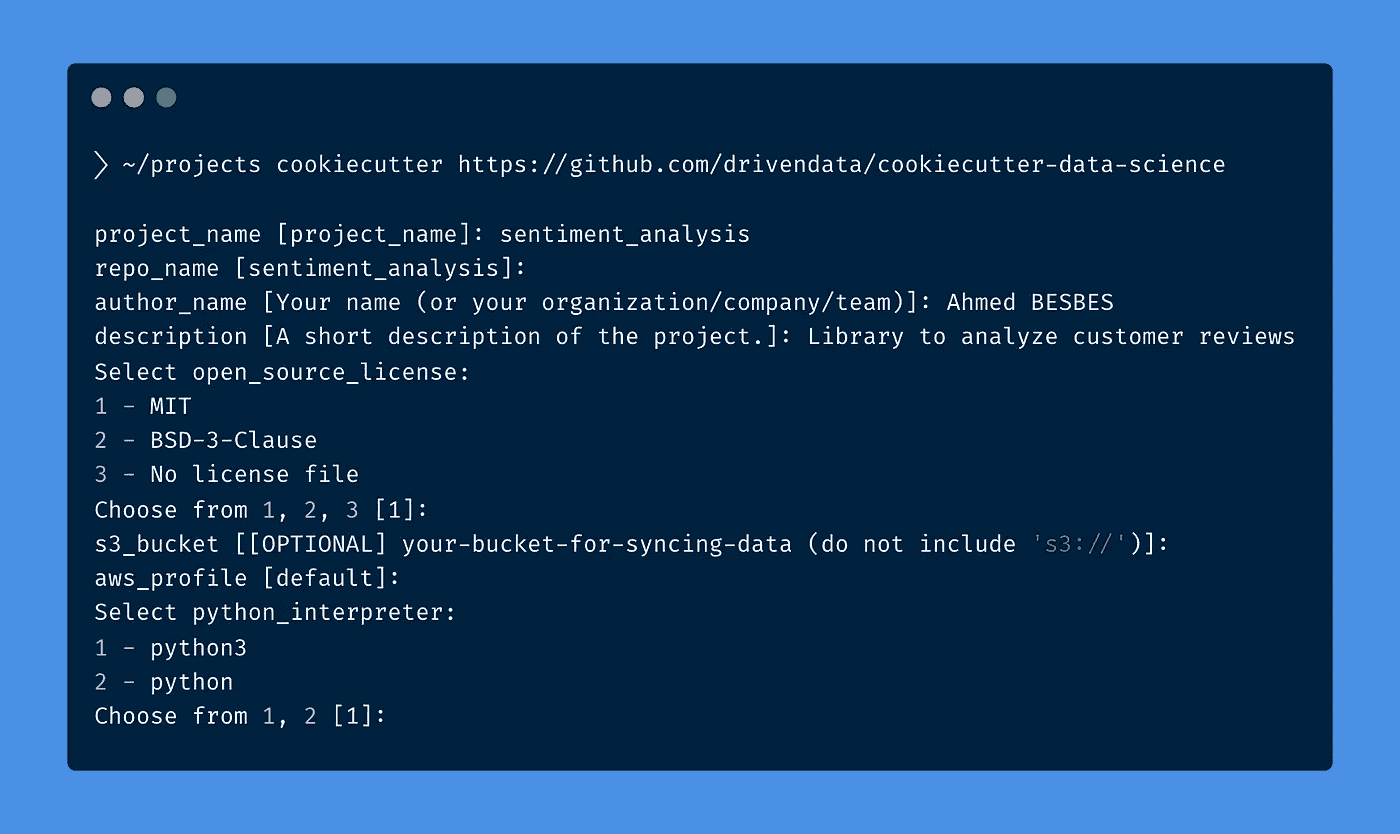 ❯ ~/projects cookiecutter https://github.com/drivendata/cookiecutter-data-science
project_name [project_name]: sentiment_analysis
repo_name [sentiment_analysis]:
author_name [Your name (or your organization/company/team)]: Ahmed BESBES
description [A short description of the project.]: Library to analyze customer reviews
Select open_source_license:
1 - MIT
2 - BSD-3-Clause
3 - No license file
Choose from 1, 2, 3 [1]:
s3_bucket [[OPTIONAL] your-bucket-for-syncing-data (do not include 's3://')]:
aws_profile [default]:
Select python_interpreter:
1 - python3
2 - python
Choose from 1, 2 [1]: